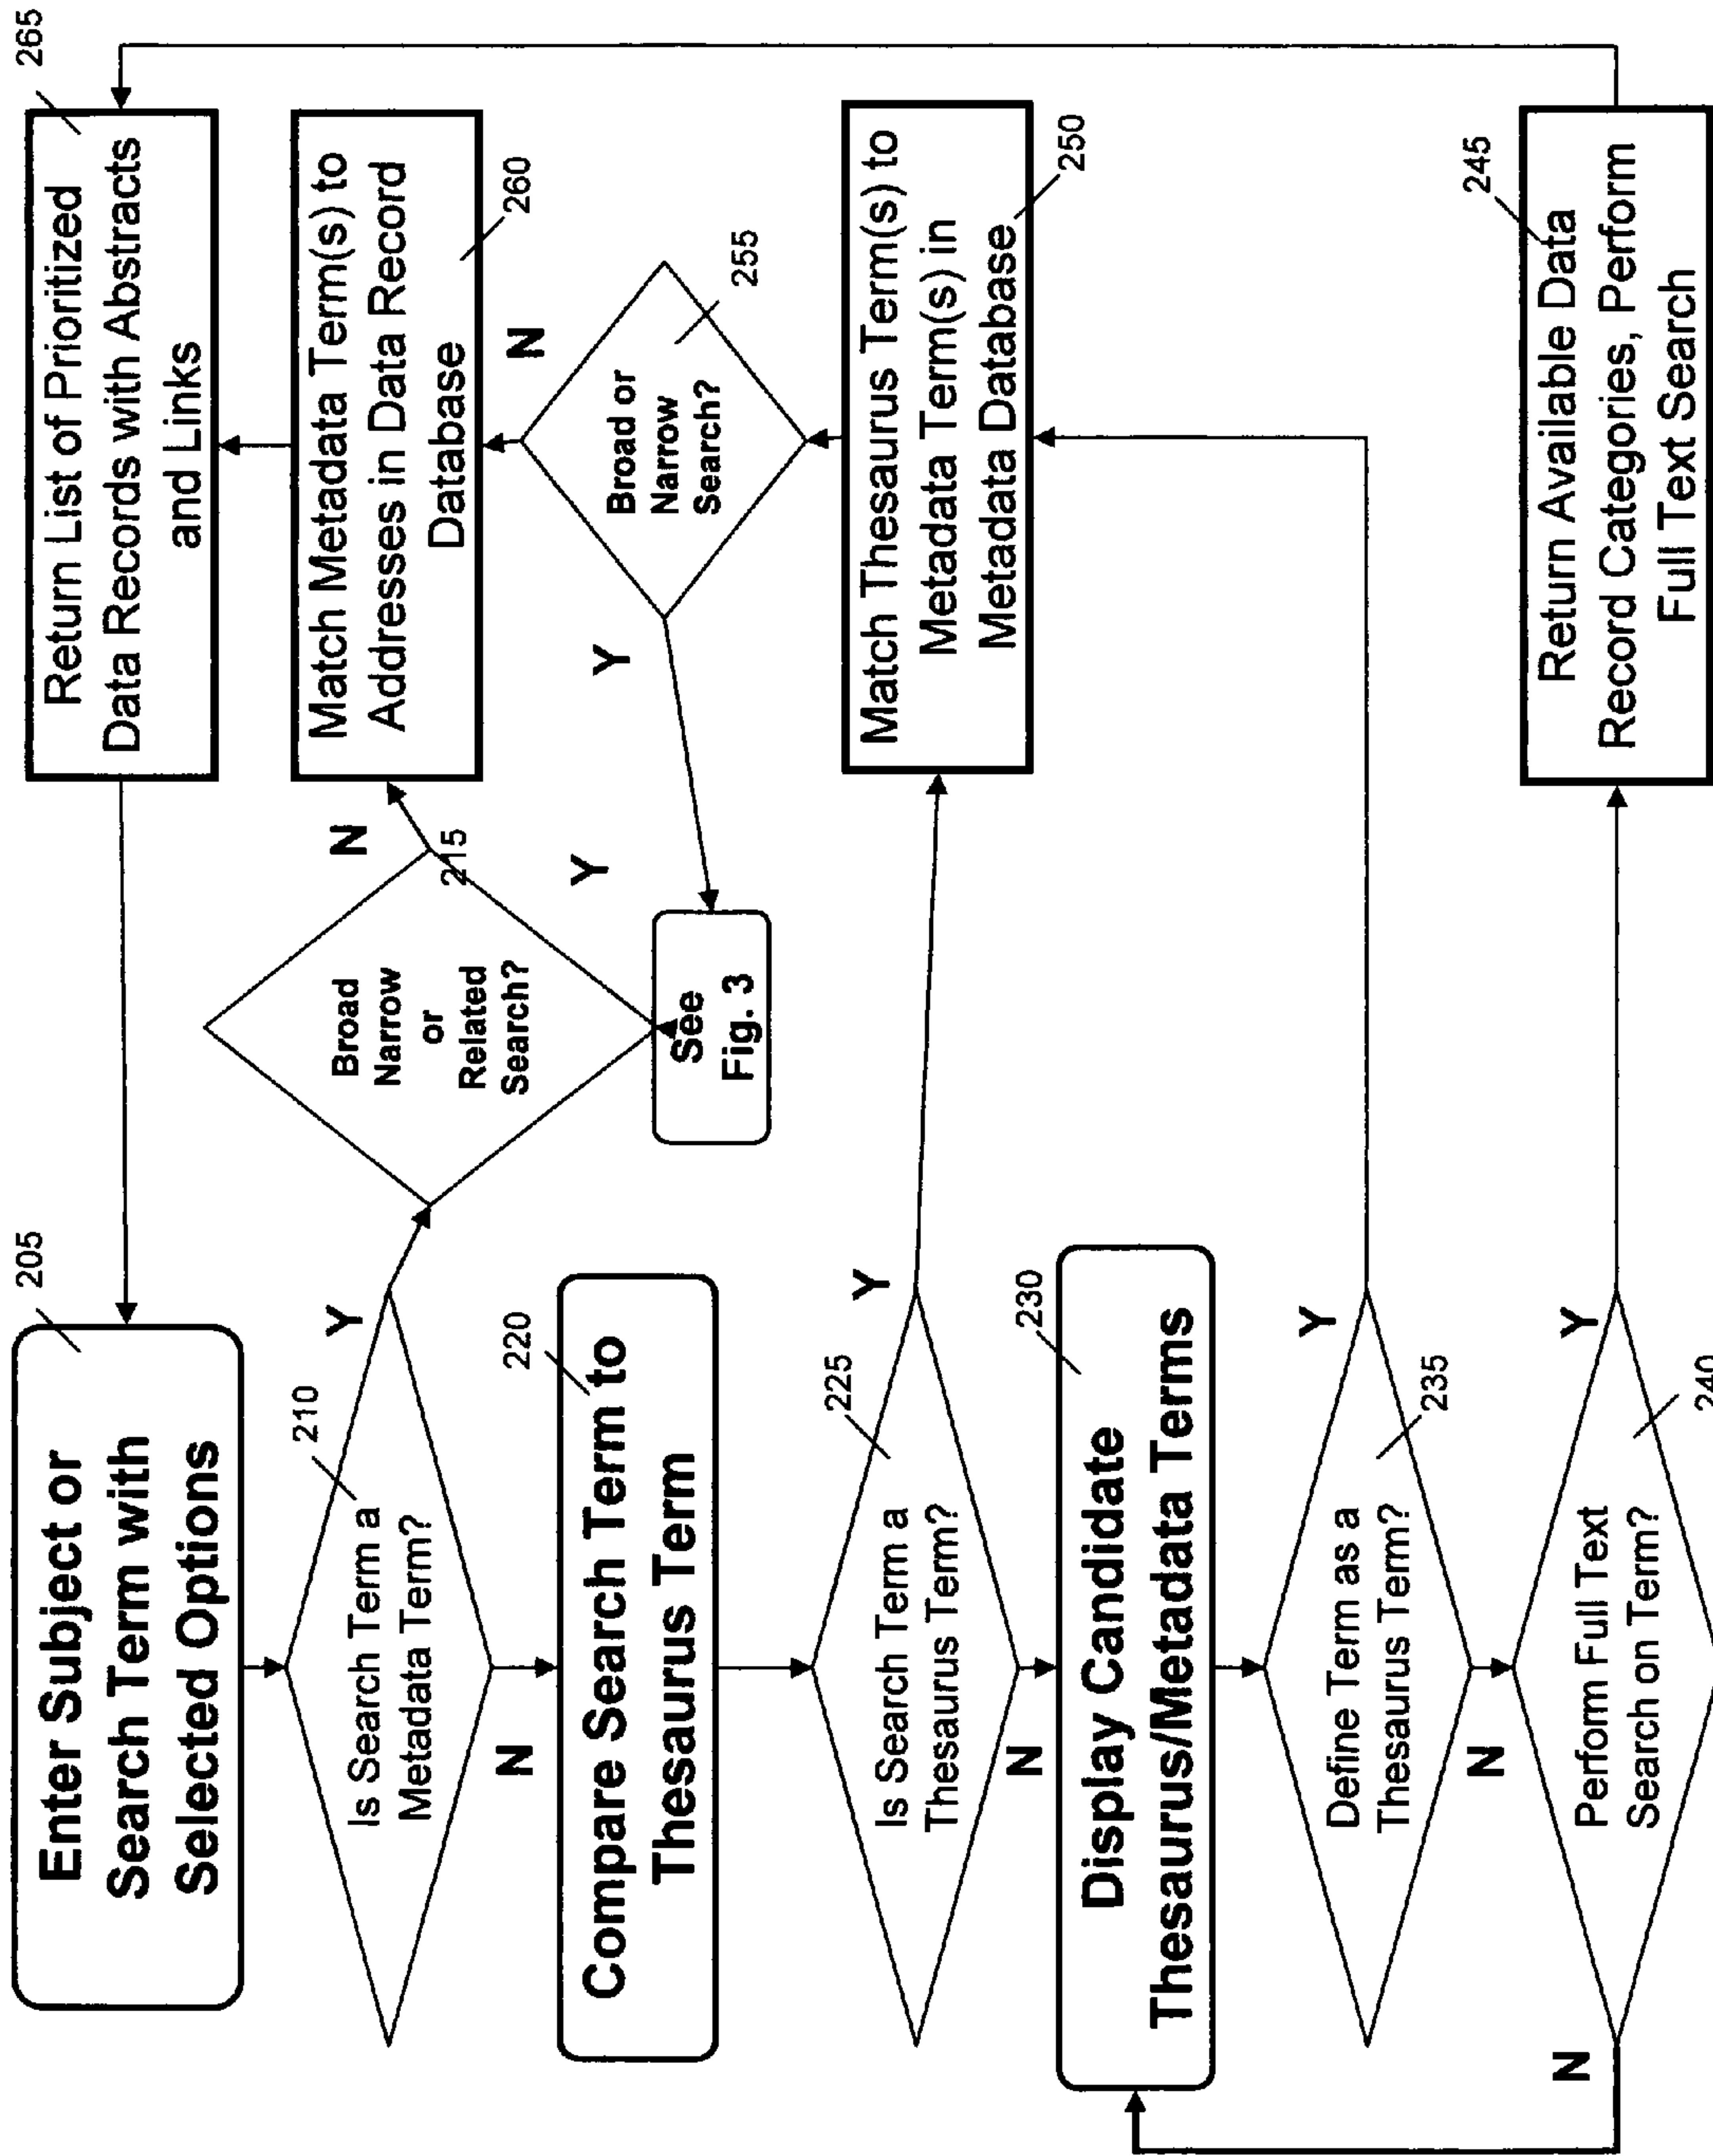 205
Enter Subject or
Search Term with
Selected Options
210
Is Search Term a
Metadata Term?
Y
N
220
Compare Search Term to
Thesaurus Term
225
Is Search Term a
Thesaurus Term?
Y
N
230
Display Candidate
Thesaurus/Metadata Terms
235
Define Term as a
Thesaurus Term?
Y
N
240
Perform Full Text
Search on Term?
Y
N
Broad
Narrow
or
Related
Search?
215
N
Y
See
Fig. 3
265
Return List of Prioritized
Data Records with Abstracts
and Links
Match Metadata Term(s) to
Addresses in Data Record
Database
260
N
Broad or
Narrow
Search?
255
Y
Match Thesaurus Term(s) to
Metadata Term(s) in
Metadata Database
250
245
Return Available Data
Record Categories, Perform
Full Text Search